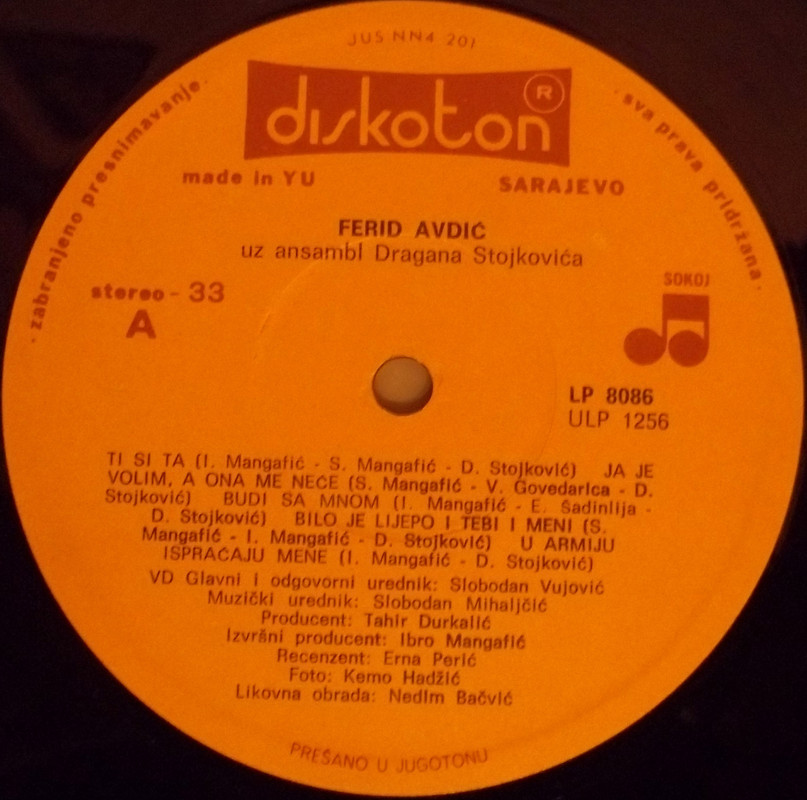 JUS NN4 201
diskoton R
· zabranjeno presnimavanje ·
· sva prava pridržana ·
made in YU
SARAJEVO
FERID AVDIĆ
uz ansambl Dragana Stojkovića
stereo - 33
A
SOKOJ
LP 8086
ULP 1256
TI SI TA (I. Mangafić - S. Mangafić - D. Stojković) JA JE
VOLIM, A ONA ME NEĆE (S. Mangafić - V. Govedarica - D.
Stojković) BUDI SA MNOM (I. Mangafić - E. Šadinlija -
D. Stojković) BILO JE LIJEPO I TEBI I MENI (S.
Mangafić - I. Mangafić - D. Stojković) U ARMIJU
ISPRAĆAJU MENE (I. Mangafić - D. Stojković)
VD Glavni i odgovorni urednik: Slobodan Vujović
Muzički urednik: Slobodan Mihaljčić
Producent: Tahir Durkalić
Izvršni producent: Ibro Mangafić
Recenzent: Erna Perić
Foto: Kemo Hadžić
Likovna obrada: Nedim Bačvić
PREŠANO U JUGOTONU